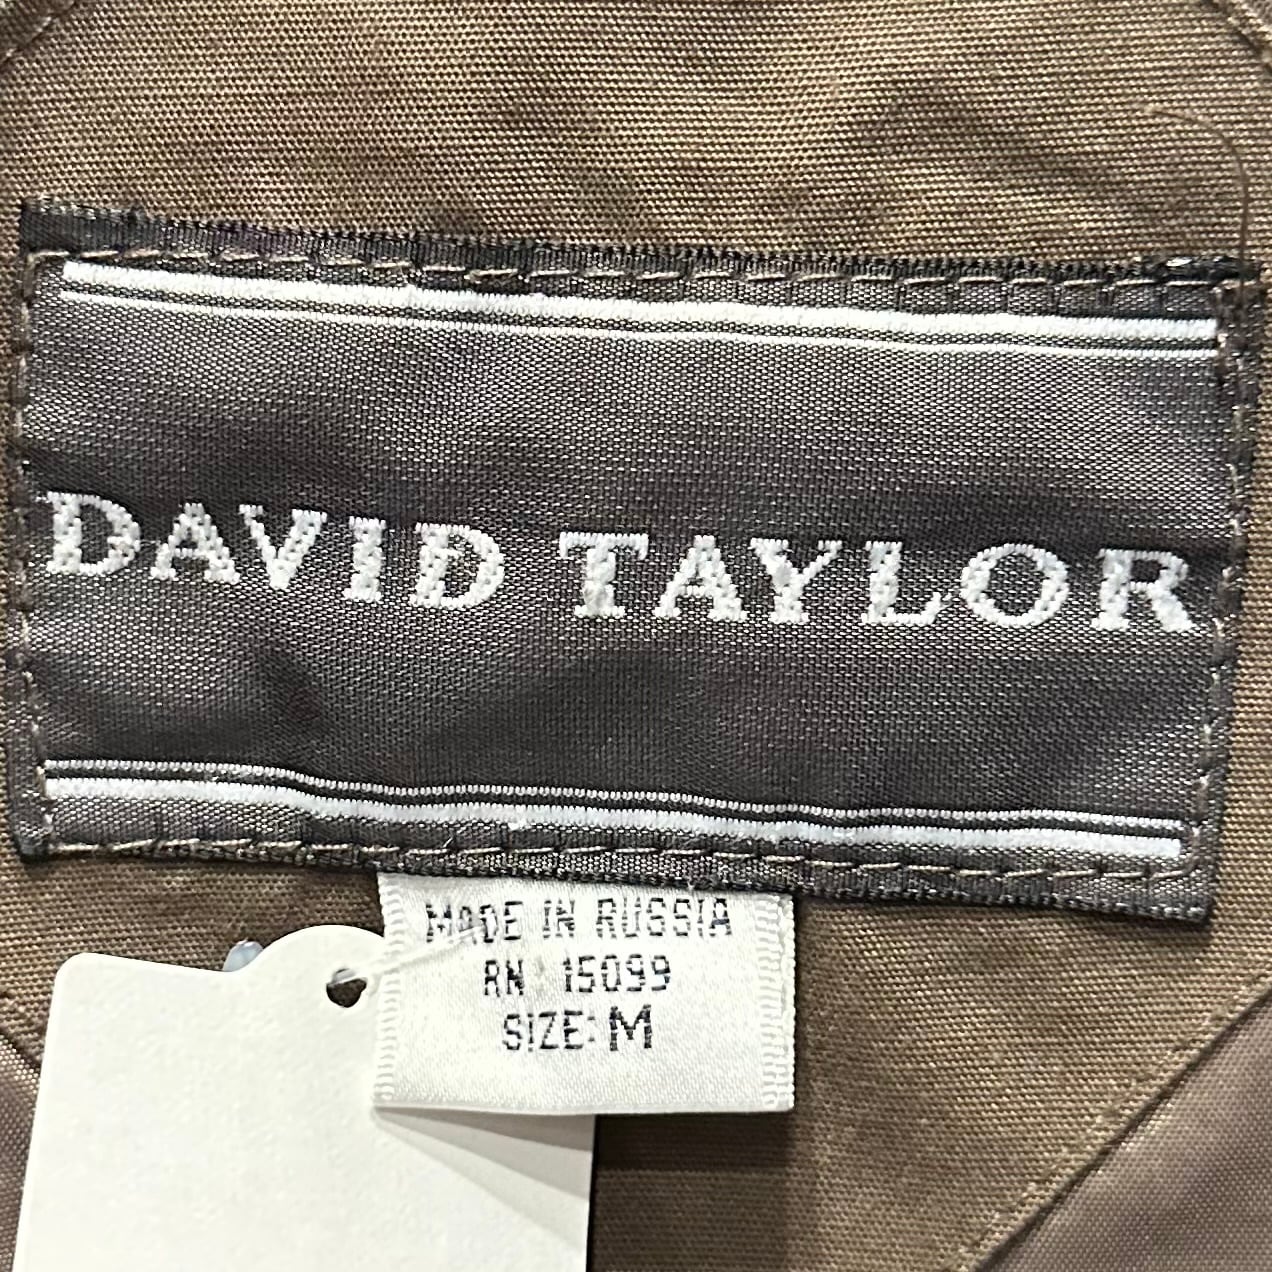 DAVID TAYLOR
MADE IN RUSSIA
RN 15099
SIZE: M